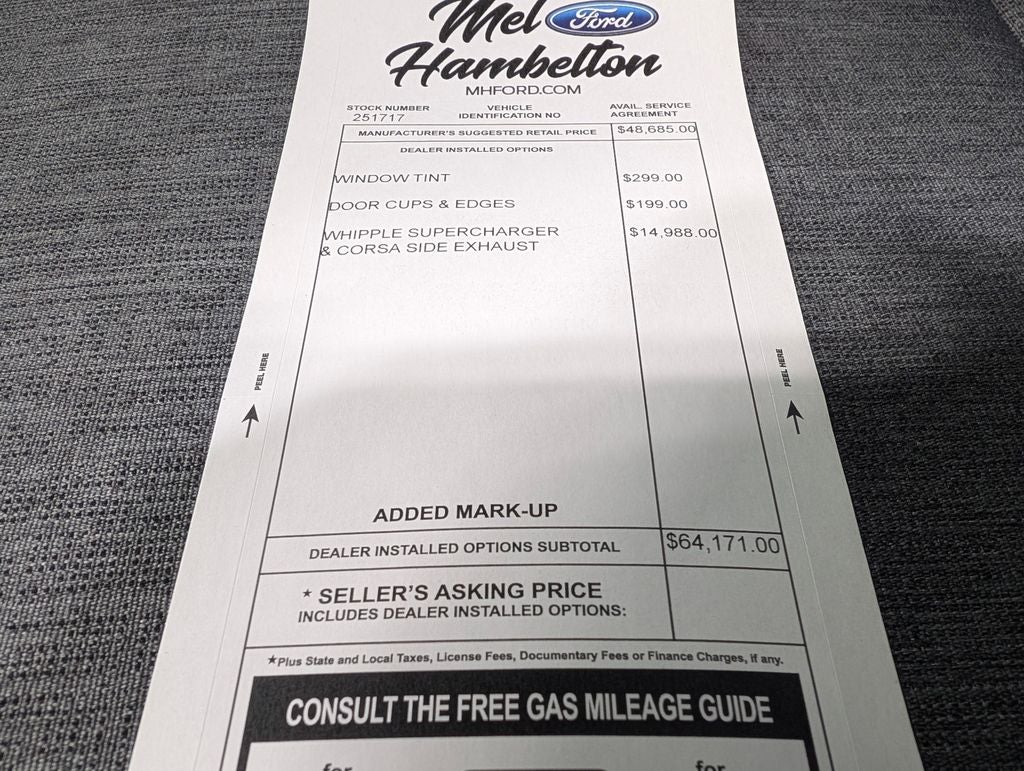 Mel Ford
Hambelton
MHFORD.COM
STOCK NUMBER VEHICLE IDENTIFICATION NO AVAIL. SERVICE AGREEMENT
251717
MANUFACTURER'S SUGGESTED RETAIL PRICE $48,685.00
DEALER INSTALLED OPTIONS
WINDOW TINT $299.00
DOOR CUPS & EDGES $199.00
WHIPPLE SUPERCHARGER $14,988.00
& CORSA SIDE EXHAUST
PEEL HERE
PEEL HERE
ADDED MARK-UP
DEALER INSTALLED OPTIONS SUBTOTAL $64,171.00
* SELLER'S ASKING PRICE
INCLUDES DEALER INSTALLED OPTIONS:
★Plus State and Local Taxes, License Fees, Documentary Fees or Finance Charges, if any.
CONSULT THE FREE GAS MILEAGE GUIDE
for for